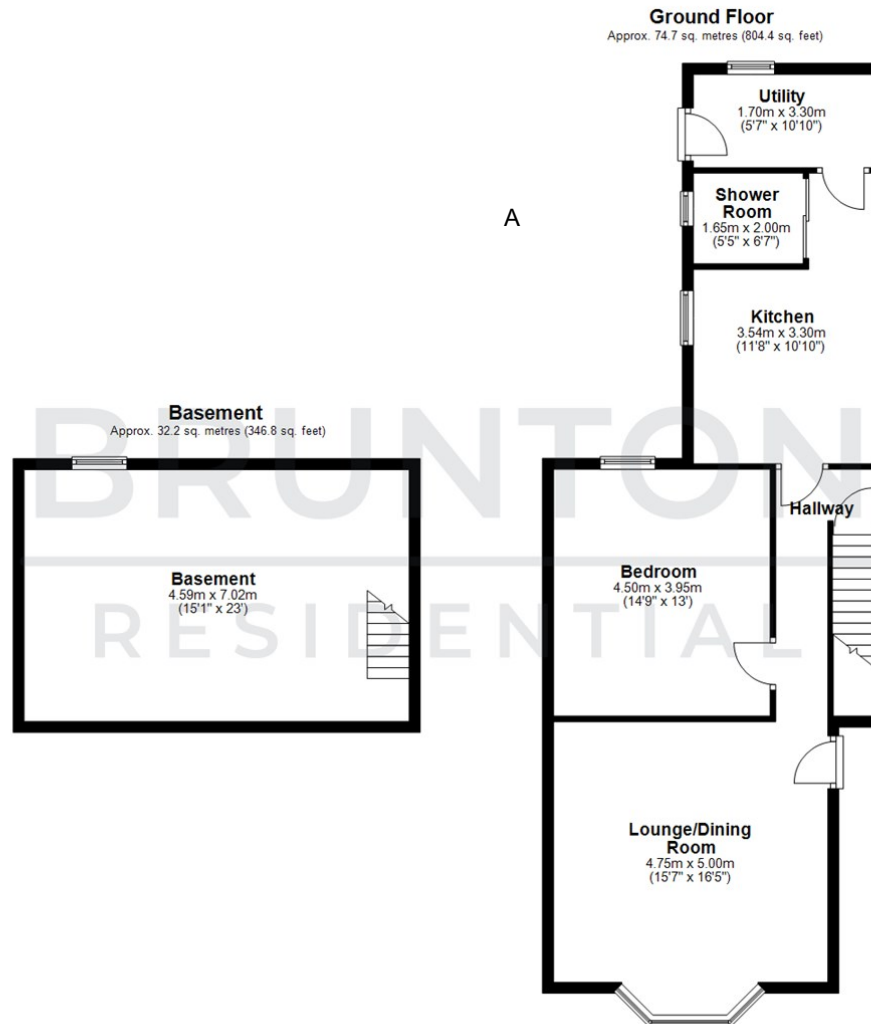 Ground Floor
Approx. 74.7 sq. metres (804.4 sq. feet)
Utility
1.70m x 3.30m
(5'7" x 10'10")
Shower
Room
1.65m x 2.00m
(5'5" x 6'7")
A
Kitchen
3.54m x 3.30m
(11'8" x 10'10")
Basement
Approx. 32.2 sq. metres (346.8 sq. feet)
BRUNTON
RESIDENTIAL
Hallway
Basement
4.59m x 7.02m
(15'1" x 23')
Bedroom
4.50m x 3.95m
(14'9" x 13')
Lounge/Dining
Room
4.75m x 5.00m
(15'7" x 16'5")